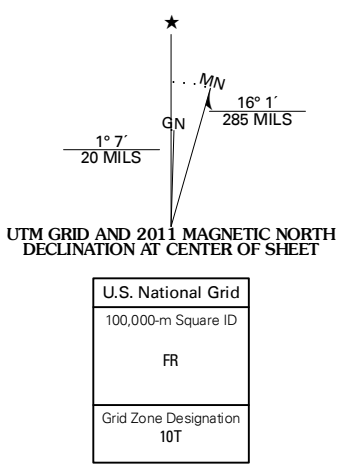 MN
16° 1´
285 MILS
GN
1° 7´
20 MILS
UTM GRID AND 2011 MAGNETIC NORTH
DECLINATION AT CENTER OF SHEET
U.S. National Grid
100,000-m Square ID
FR
Grid Zone Designation
10T